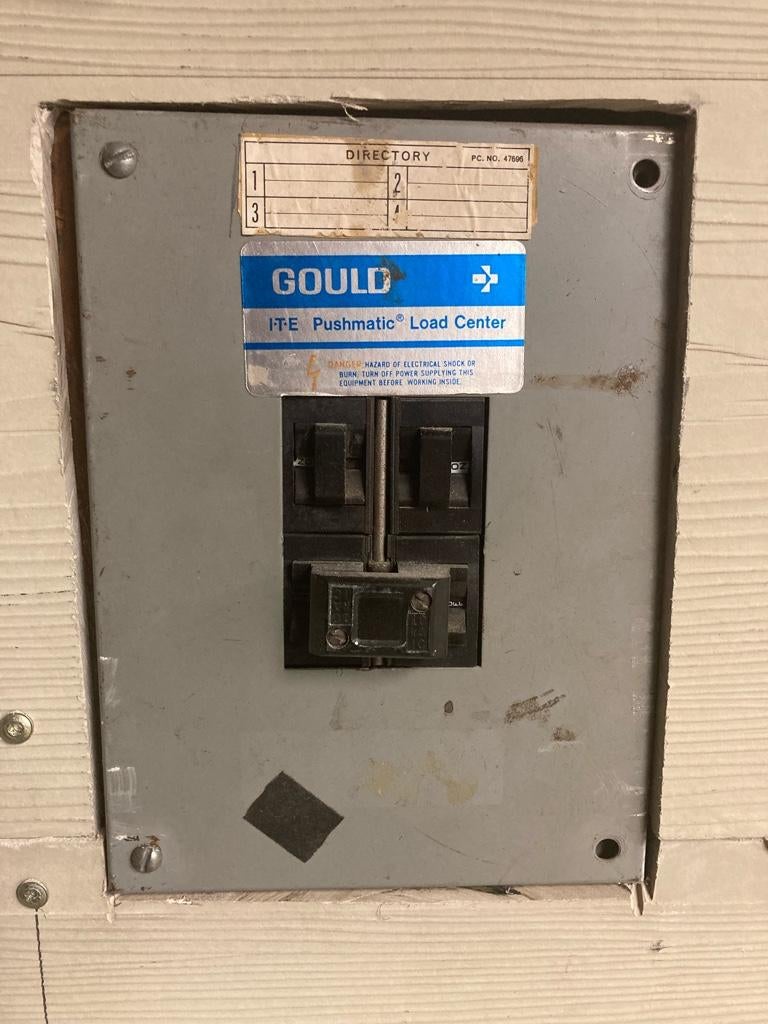 DIRECTORY PC. NO. 47696
1 2
3 4
GOULD
I-T-E Pushmatic® Load Center
DANGER HAZARD OF ELECTRICAL SHOCK OR
BURN. TURN OFF POWER SUPPLYING THIS
EQUIPMENT BEFORE WORKING INSIDE.